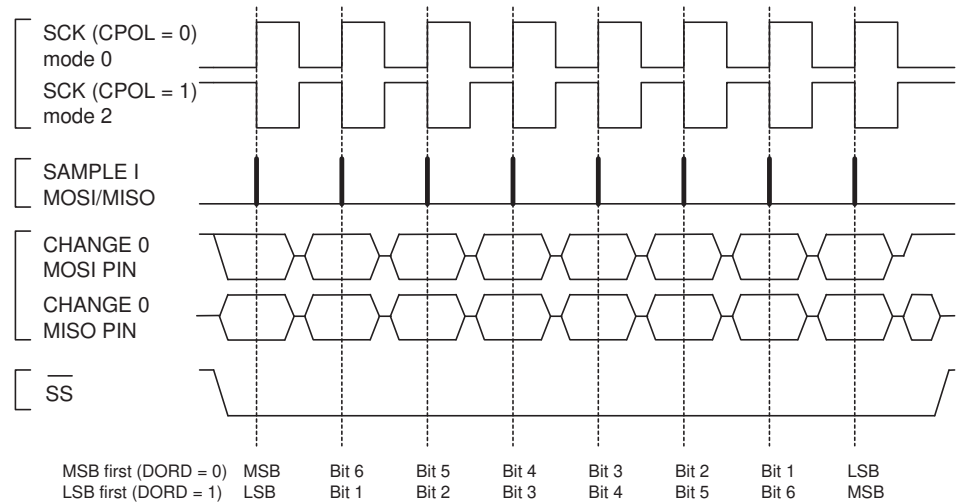 SCK (CPOL = 0)
mode 0
SCK (CPOL = 1)
mode 2
SAMPLE I
MOSI/MISO
CHANGE 0
MOSI PIN
CHANGE 0
MISO PIN
SS
MSB first (DORD = 0) MSB Bit 6 Bit 5 Bit 4 Bit 3 Bit 2 Bit 1 LSB
LSB first (DORD = 1) LSB Bit 1 Bit 2 Bit 3 Bit 4 Bit 5 Bit 6 MSB